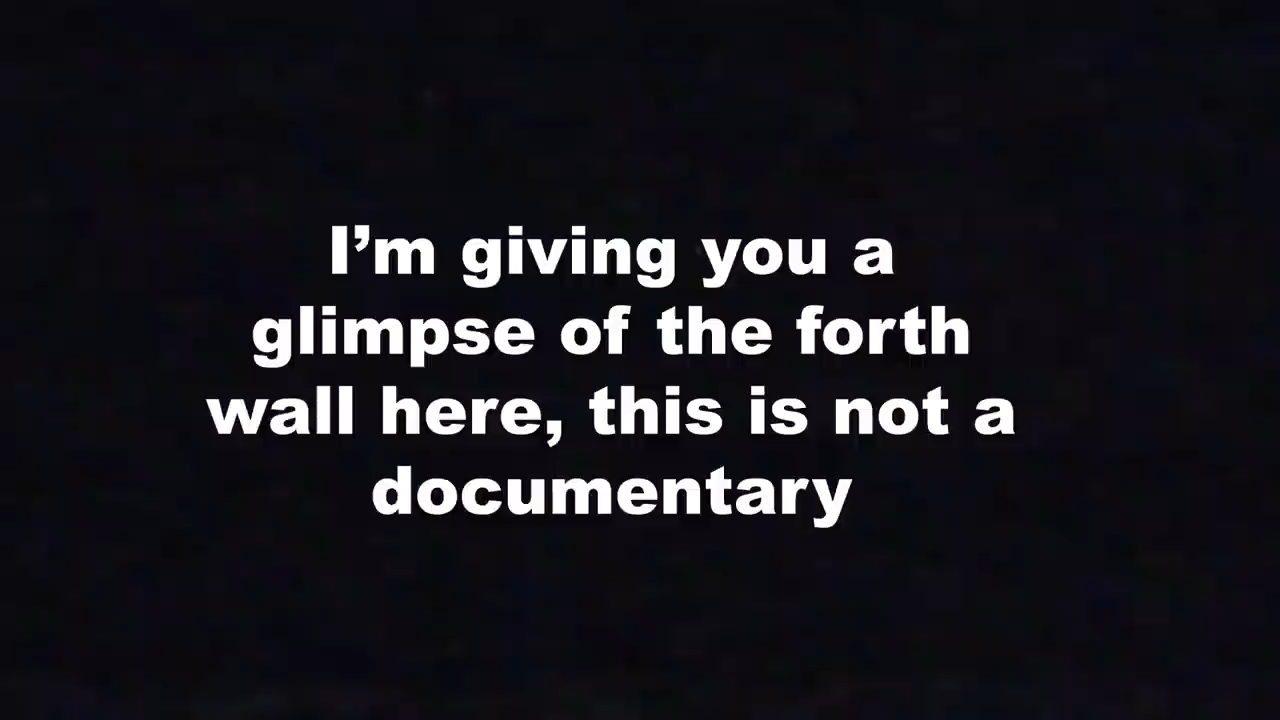 I’m giving you a
glimpse of the forth
wall here, this is not a
documentary